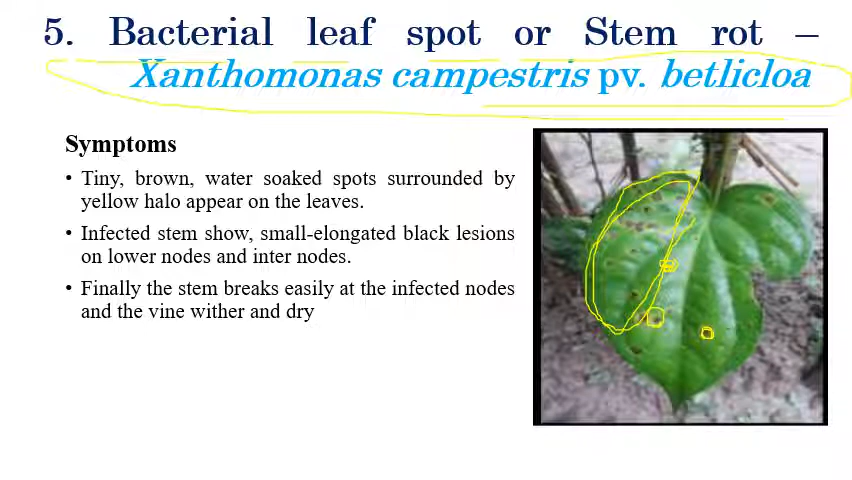 5. Bacterial leaf spot or Stem rot –
Xanthomonas campestris pv. betlicloa
Symptoms
• Tiny, brown, water soaked spots surrounded by
yellow halo appear on the leaves.
• Infected stem show, small-elongated black lesions
on lower nodes and inter nodes.
• Finally the stem breaks easily at the infected nodes
and the vine wither and dry